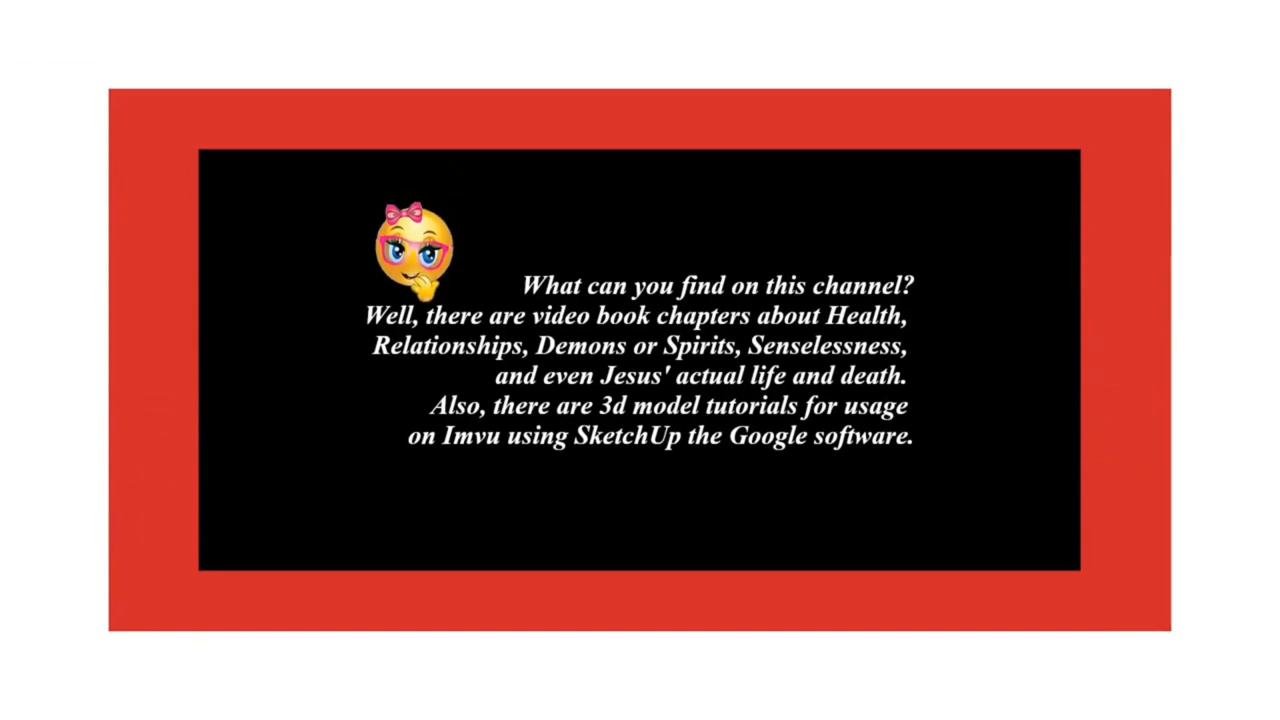 What can you find on this channel?
Well, there are video book chapters about Health,
Relationships, Demons or Spirits, Senselessness,
and even Jesus' actual life and death.
Also, there are 3d model tutorials for usage
on Imvu using SketchUp the Google software.